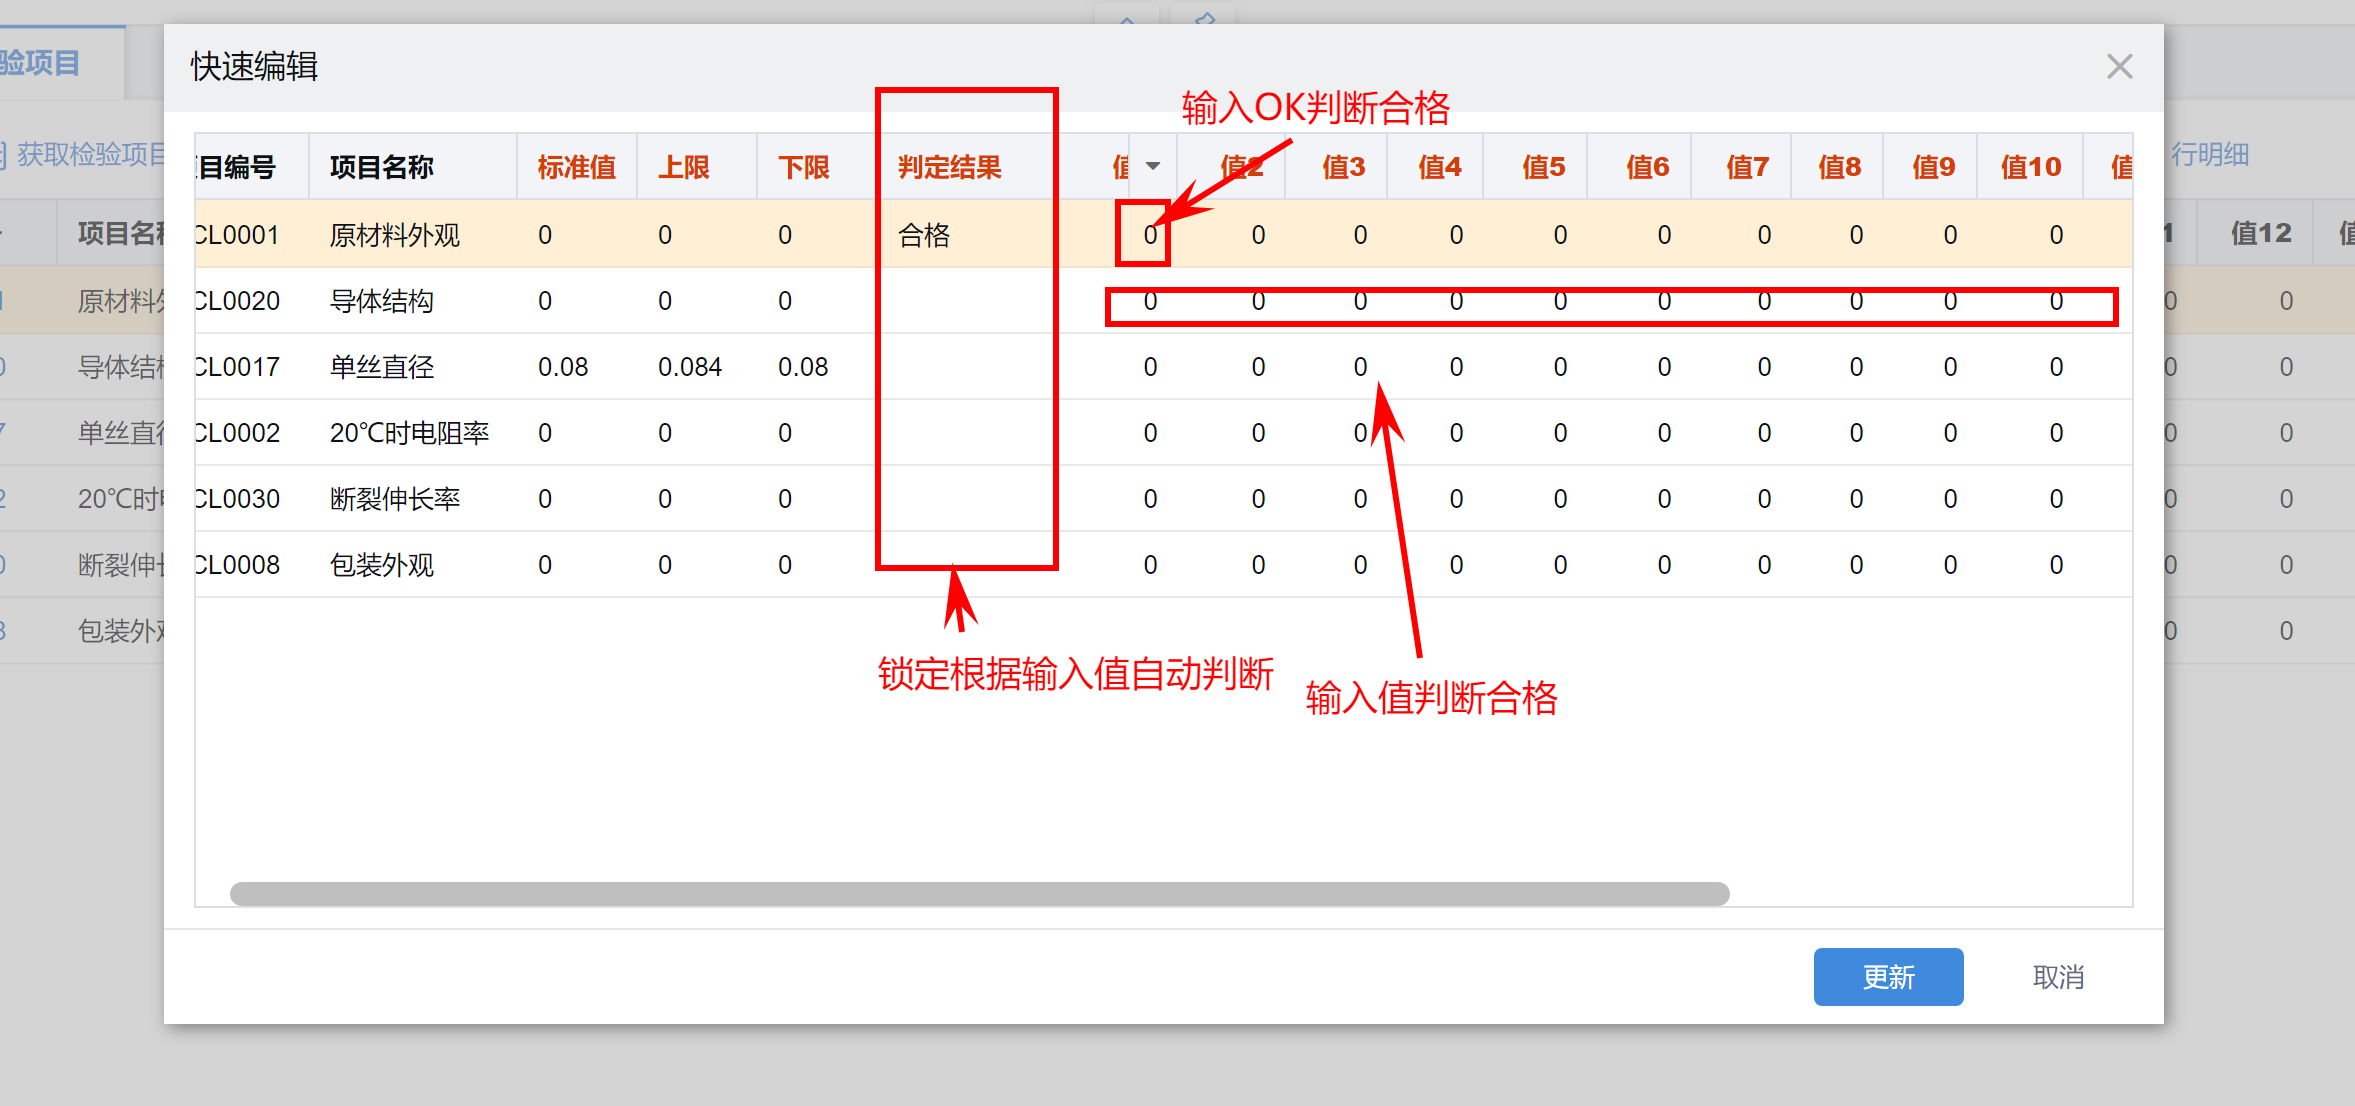 验项目
快速编辑
输入OK判断合格
获取检验项目
行明细
项目编号 项目名称 标准值 上限 下限 判定结果 值 值2 值3 值4 值5 值6 值7 值8 值9 值10 值
项目名称
值12
CL0001 原材料外观 0 0 0 合格 0 0 0 0 0 0 0 0 0 0
CL0020 导体结构 0 0 0 0 0 0 0 0 0 0 0 0 0
CL0017 单丝直径 0.08 0.084 0.08 0 0 0 0 0 0 0 0 0 0
CL0002 20℃时电阻率 0 0 0 0 0 0 0 0 0 0 0 0 0
CL0030 断裂伸长率 0 0 0 0 0 0 0 0 0 0 0 0 0
CL0008 包装外观 0 0 0 0 0 0 0 0 0 0 0 0 0
原材料外
0 0
导体结构
0 0
单丝直径
0 0
20℃时
0 0
断裂伸
0 0
包装外观
0 0
锁定根据输入值自动判断
输入值判断合格
更新 取消